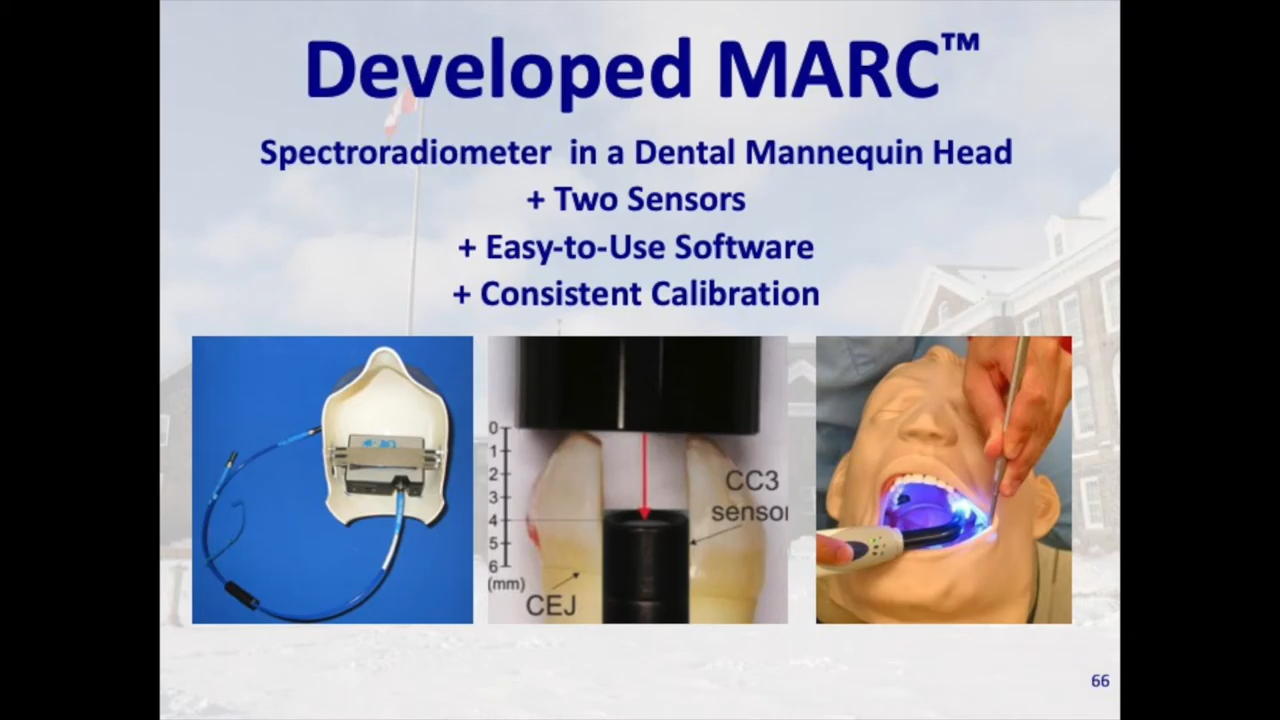 Developed MARC™
Spectroradiometer in a Dental Mannequin Head
+ Two Sensors
+ Easy-to-Use Software
+ Consistent Calibration
0
1
2
3
4
5
6
(mm)
CEJ
CC3
sensor
66